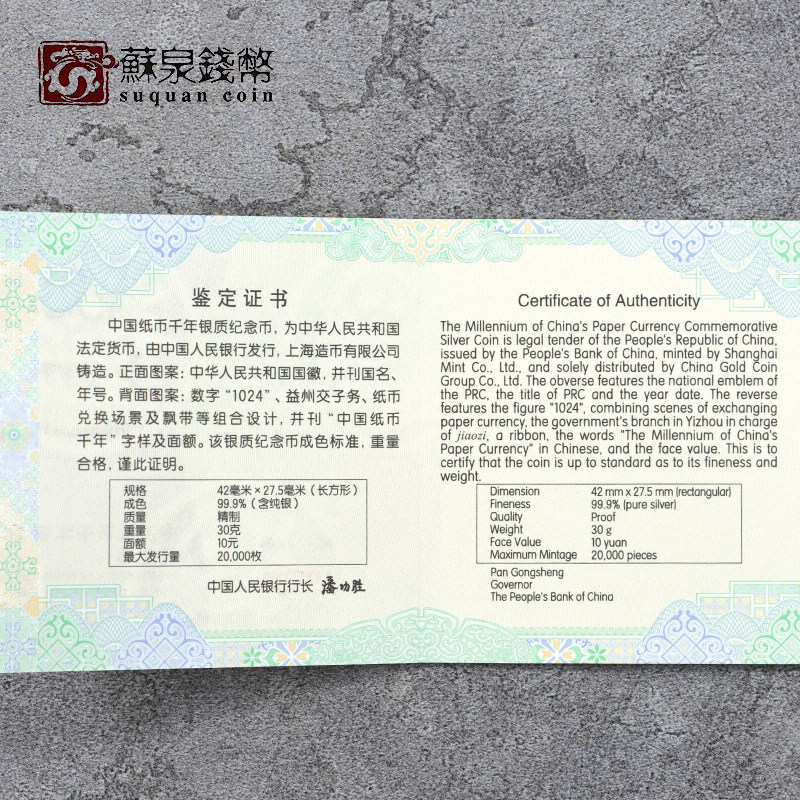 蘇泉錢幣
suquan coin
鉴定证书
中国纸币千年银质纪念币，为中华人民共和国
法定货币，由中国人民银行发行，上海造币有限公司
铸造。正面图案：中华人民共和国国徽，并刊国名、
年号。背面图案：数字“1024”、益州交子务、纸币
兑换场景及飘带等组合设计，并刊“中国纸币
千年”字样及面额。该银质纪念币成色标准，重量
合格，谨此证明。
规格 42毫米×27.5毫米（长方形）
成色 99.9%（含纯银）
质量 精制
重量 30克
面额 10元
最大发行量 20,000枚
中国人民银行行长 潘功胜
Certificate of Authenticity
The Millennium of China's Paper Currency Commemorative
Silver Coin is legal tender of the People's Republic of China,
issued by the People's Bank of China, minted by Shanghai
Mint Co., Ltd., and solely distributed by China Gold Coin
Group Co., Ltd. The obverse features the national emblem of
the PRC, the title of PRC and the year date. The reverse
features the figure "1024", combining scenes of exchanging
paper currency, the government's branch in Yizhou in charge
of jiaozi, a ribbon, the words "The Millennium of China's
Paper Currency" in Chinese, and the face value. This is to
certify that the coin is up to standard as to its fineness and
weight.
Dimension 42 mm x 27.5 mm (rectangular)
Fineness 99.9% (pure silver)
Quality Proof
Weight 30 g
Face Value 10 yuan
Maximum Mintage 20,000 pieces
Pan Gongsheng
Governor
The People's Bank of China